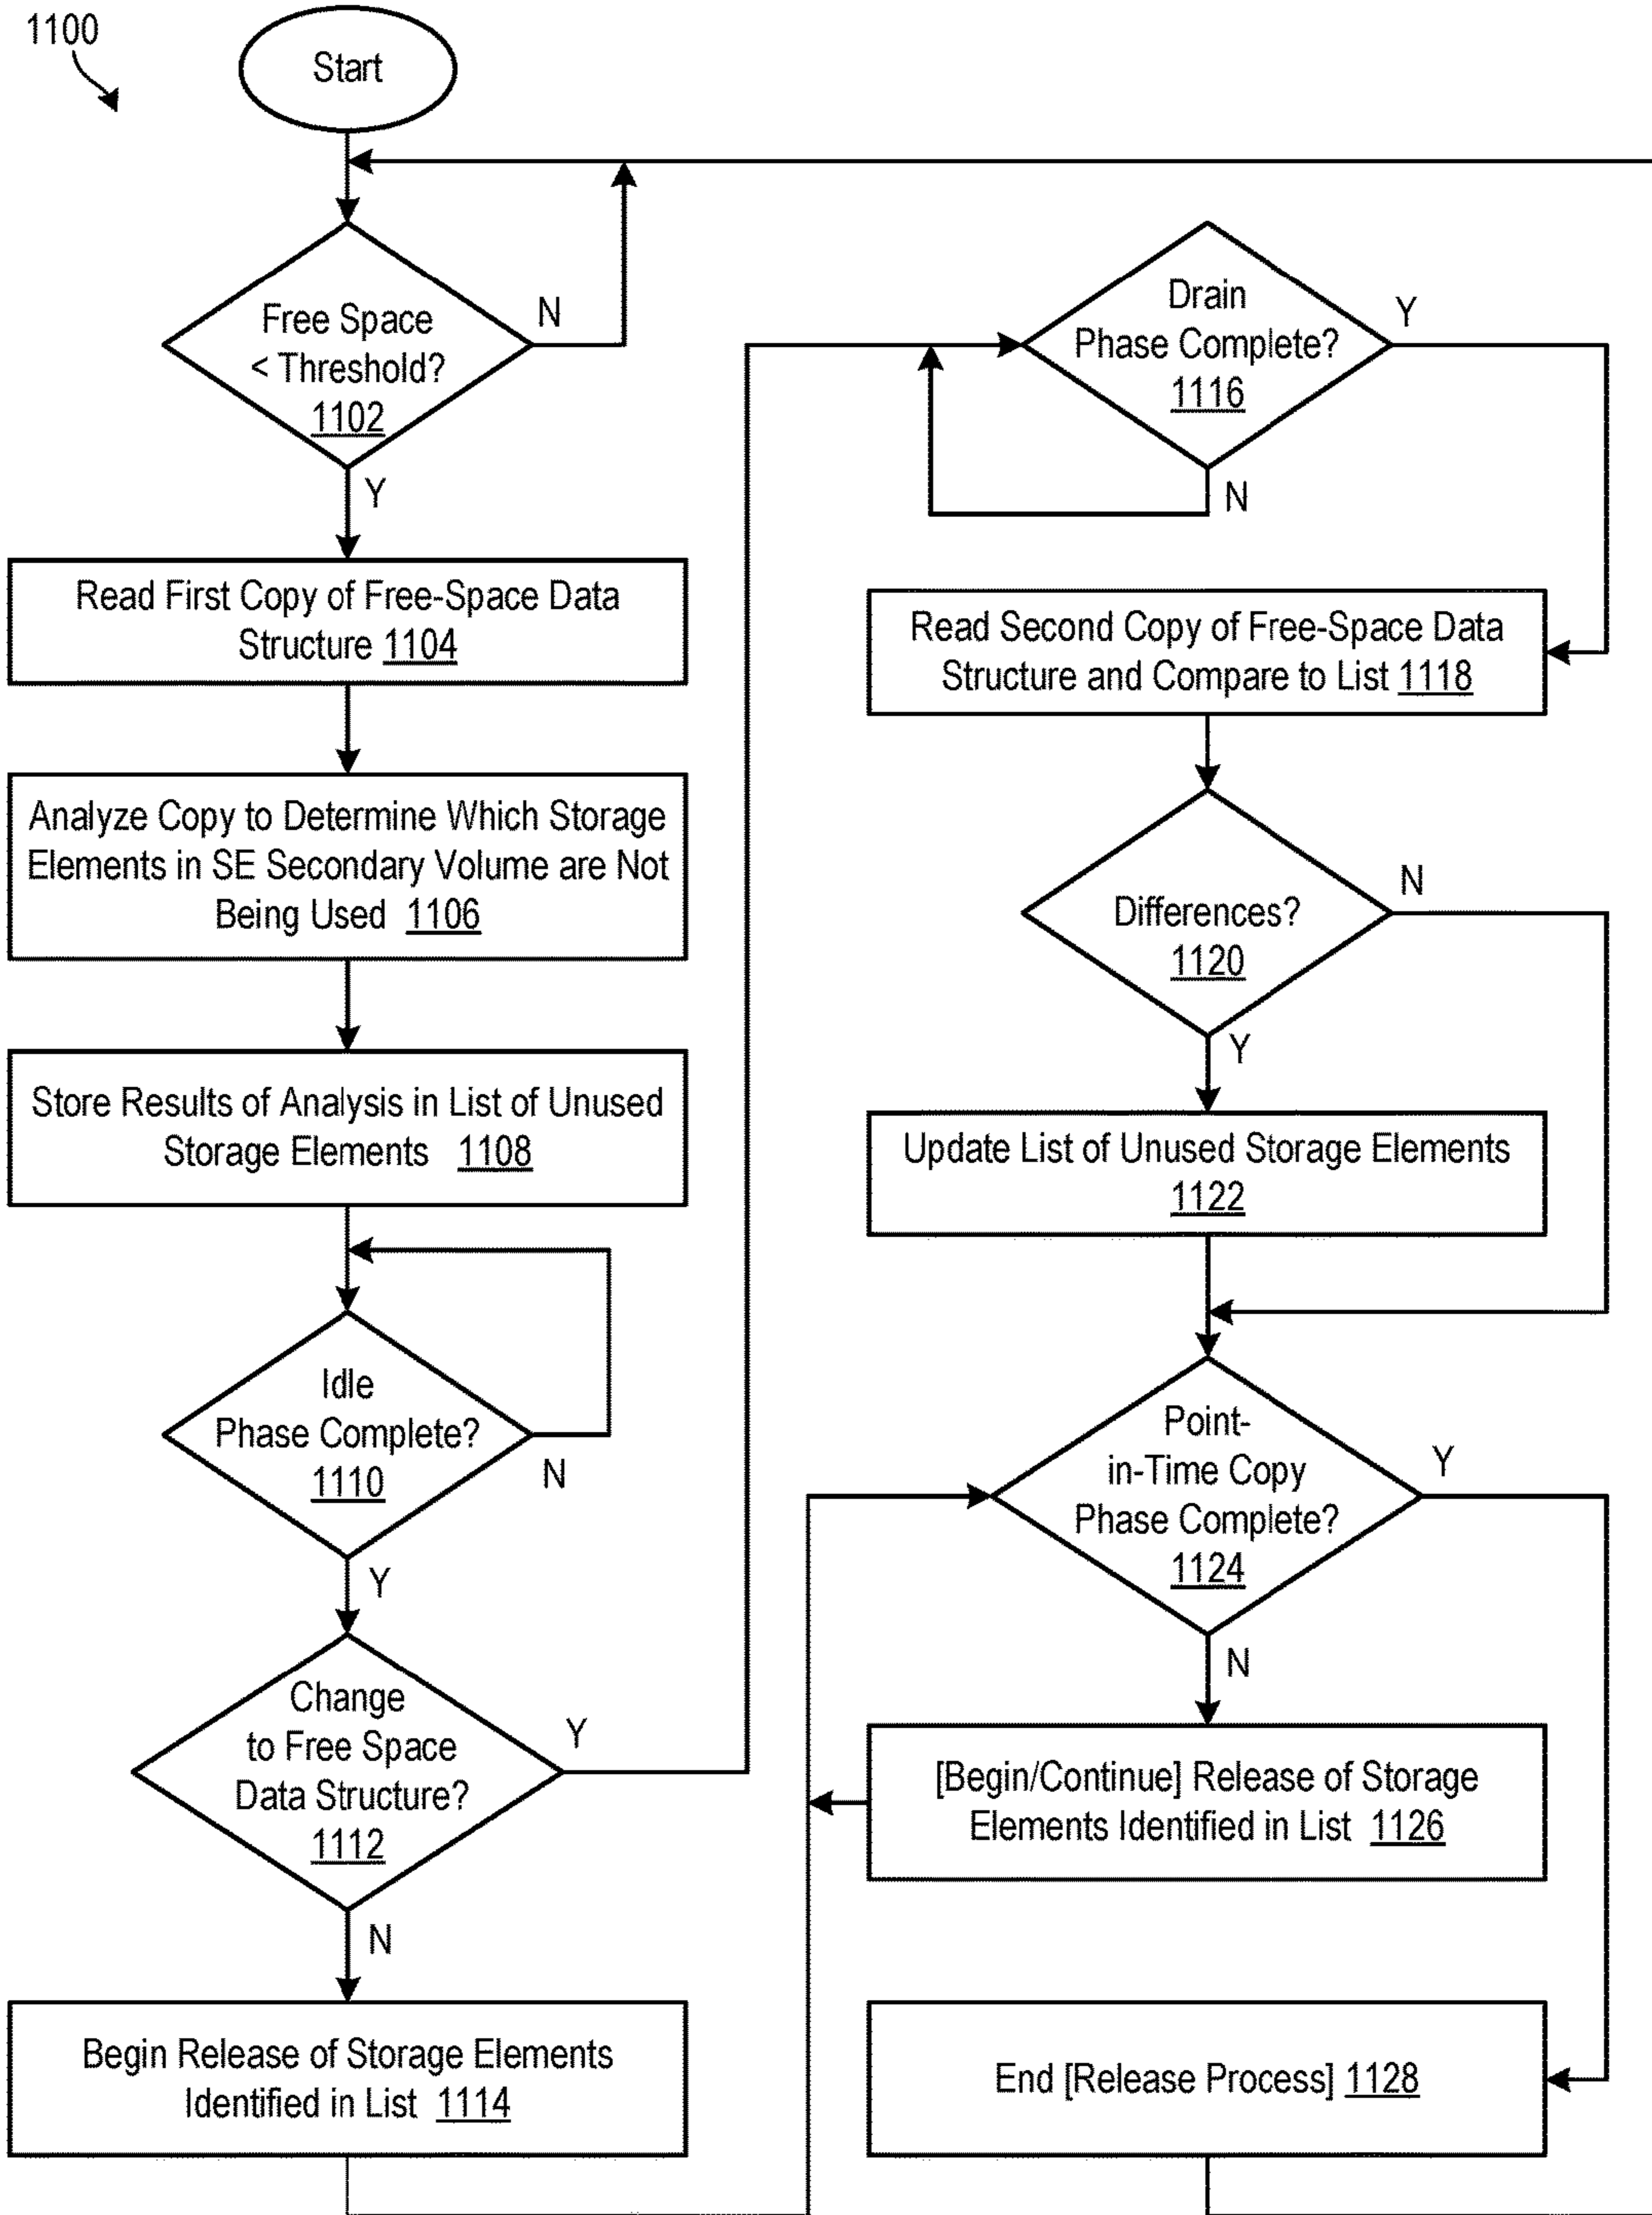 1100
Start
Free Space
< Threshold?
1102
N
Y
Read First Copy of Free-Space Data
Structure 1104
Analyze Copy to Determine Which Storage
Elements in SE Secondary Volume are Not
Being Used 1106
Store Results of Analysis in List of Unused
Storage Elements 1108
Idle
Phase Complete?
1110
N
Y
Change
to Free Space
Data Structure?
1112
Y
N
Begin Release of Storage Elements
Identified in List 1114
Drain
Phase Complete?
1116
Y
N
Read Second Copy of Free-Space Data
Structure and Compare to List 1118
Differences?
1120
N
Y
Update List of Unused Storage Elements
1122
Point-
in-Time Copy
Phase Complete?
1124
Y
N
[Begin/Continue] Release of Storage
Elements Identified in List 1126
End [Release Process] 1128